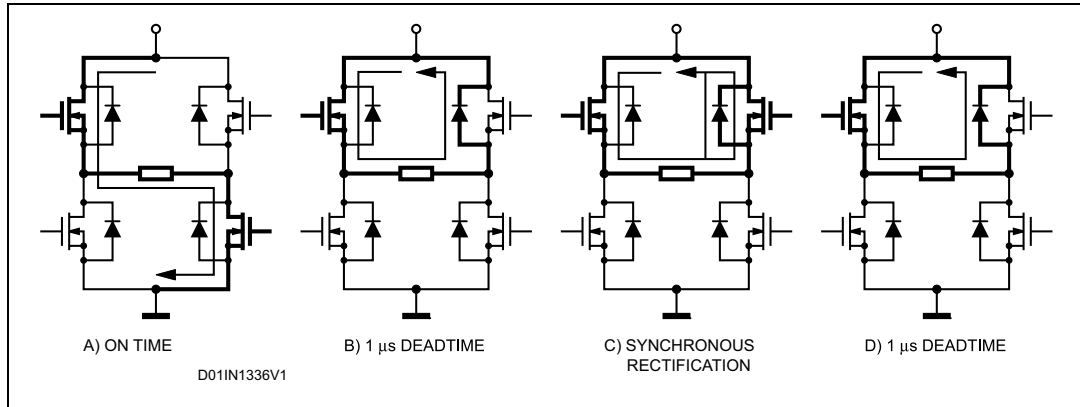 A) ON TIME
B) 1 μs DEADTIME
C) SYNCHRONOUS
RECTIFICATION
D) 1 μs DEADTIME
D01IN1336V1